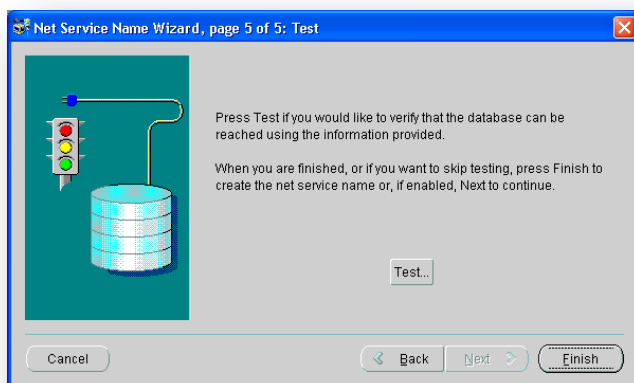 Net Service Name Wizard, page 5 of 5: Test
Press Test if you would like to verify that the database can be
reached using the information provided.
When you are finished, or if you want to skip testing, press Finish to
create the net service name or, if enabled, Next to continue.
Test...
Cancel
Back
Next
Finish